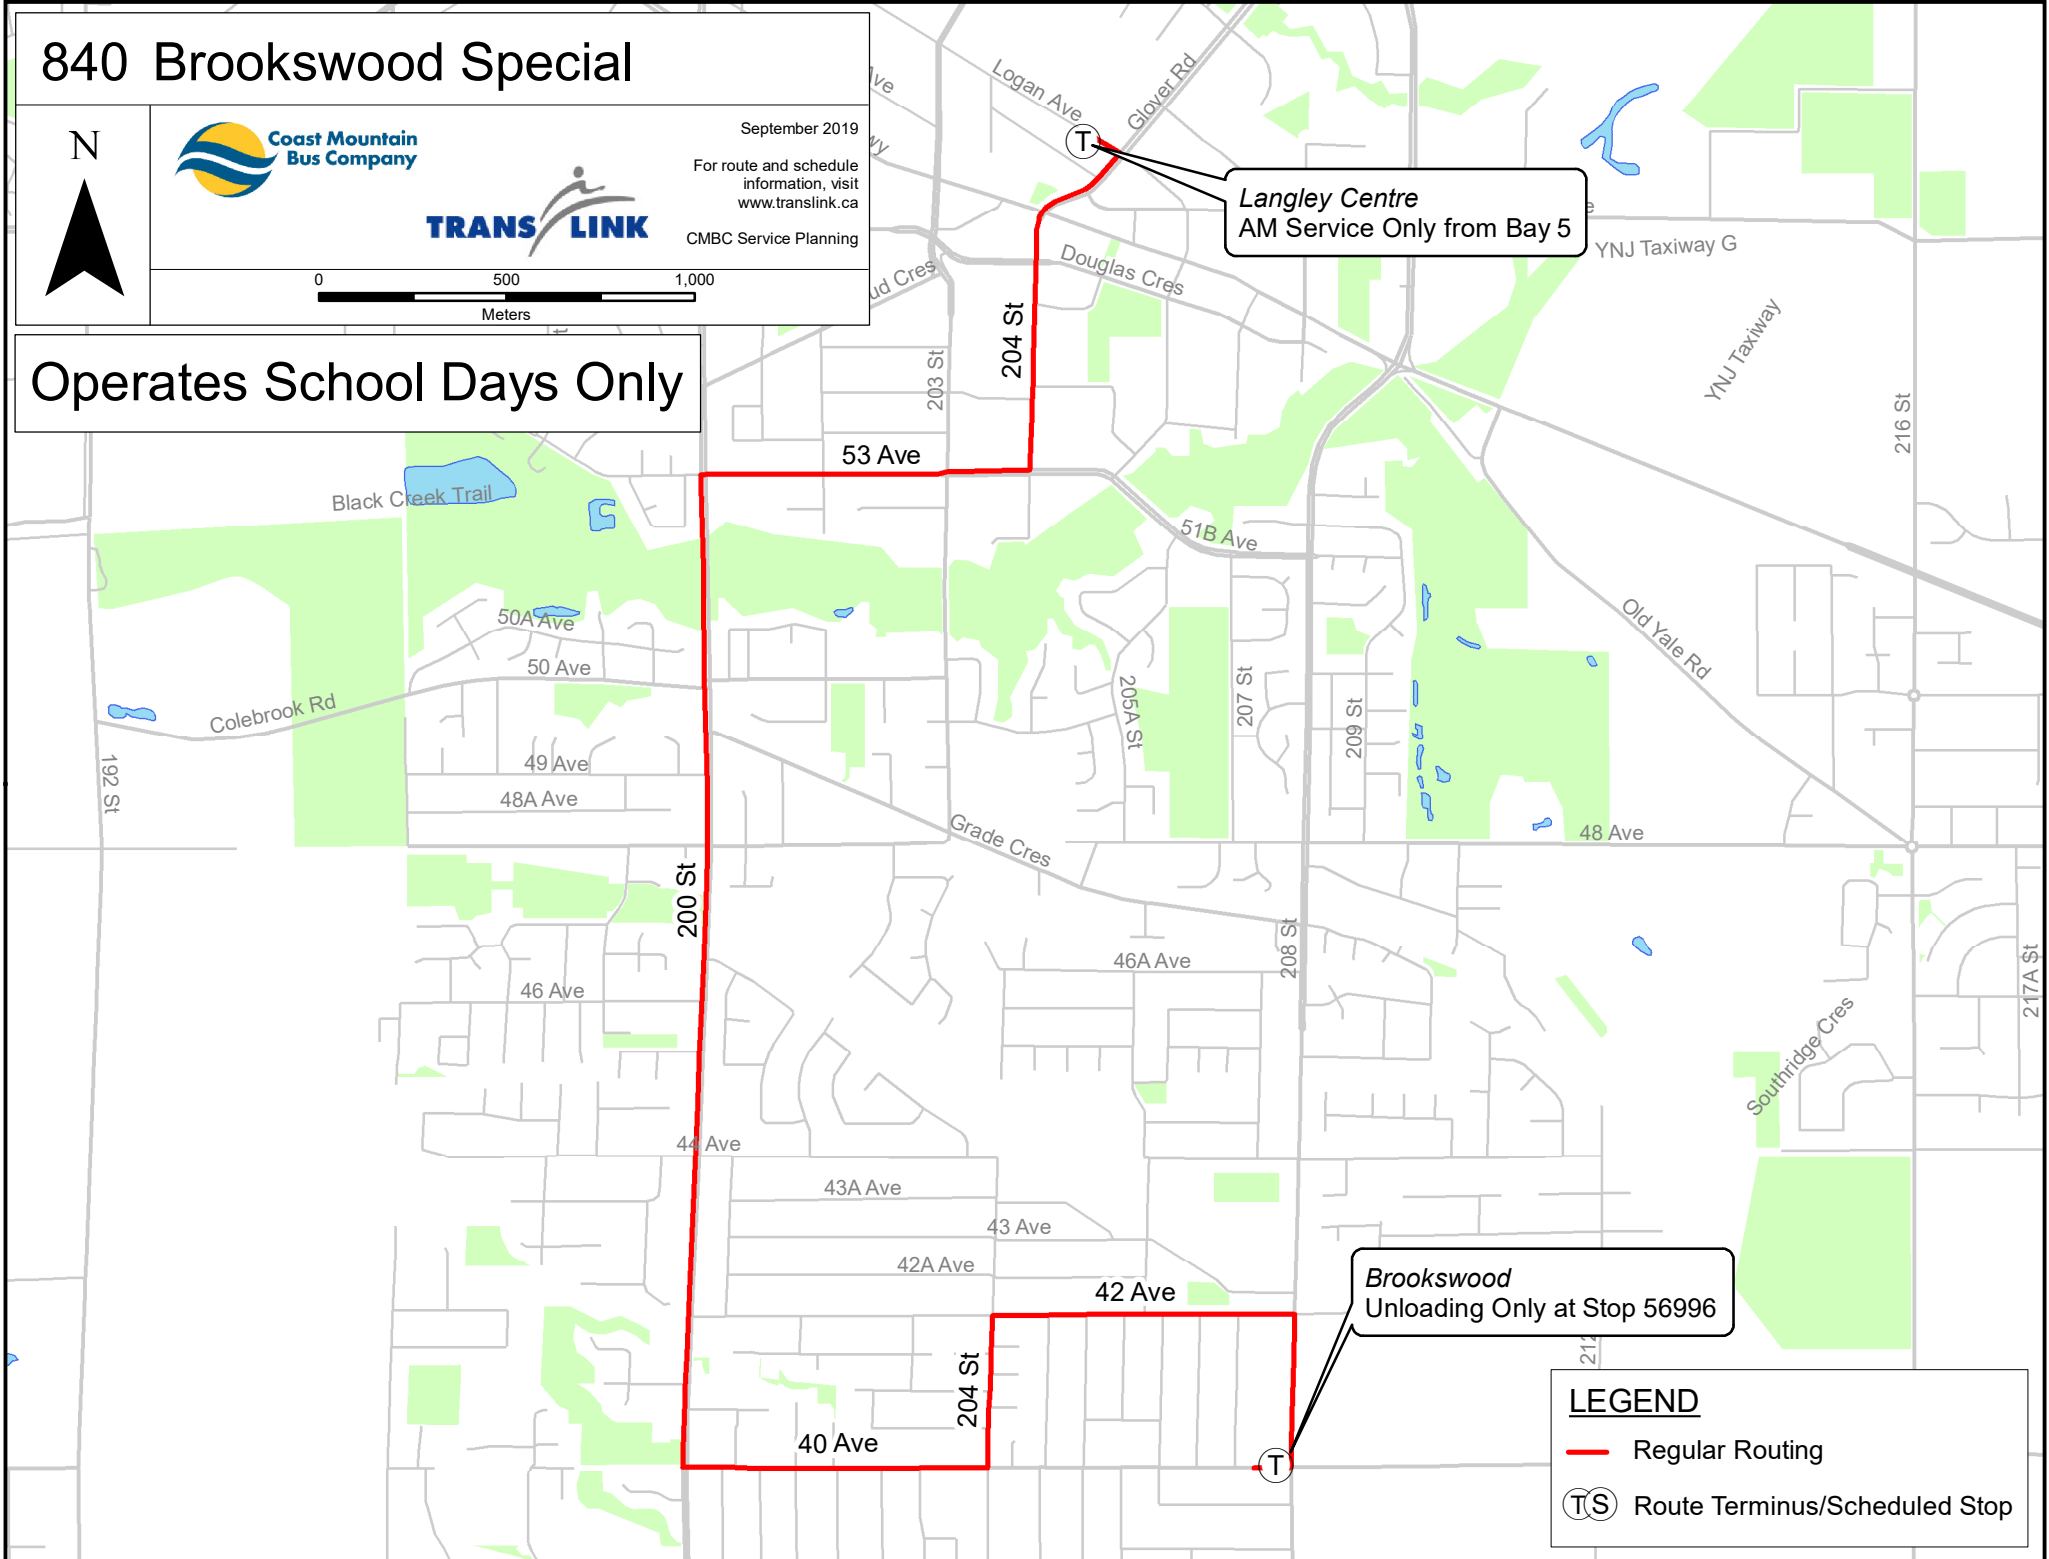 840 Brookswood Special
N
Coast Mountain
Bus Company
TRANS LINK
September 2019
For route and schedule
information, visit
www.translink.ca
CMBC Service Planning
0 500 1,000
Meters
Operates School Days Only
Logan Ave
Glover Rd
T
Langley Centre
AM Service Only from Bay 5
YNJ Taxiway G
YNJ Taxiway
Douglas Cres
ud Cres
204 St
203 St
216 St
53 Ave
Black Creek Trail
51B Ave
50A Ave
50 Ave
Old Yale Rd
Colebrook Rd
205A St
207 St
209 St
192 St
49 Ave
48A Ave
Grade Cres
48 Ave
200 St
208 St
46A Ave
46 Ave
217A St
Southridge Cres
44 Ave
43A Ave
43 Ave
42A Ave
42 Ave
Brookswood
Unloading Only at Stop 56996
212
204 St
40 Ave
T
LEGEND
Regular Routing
TS Route Terminus/Scheduled Stop